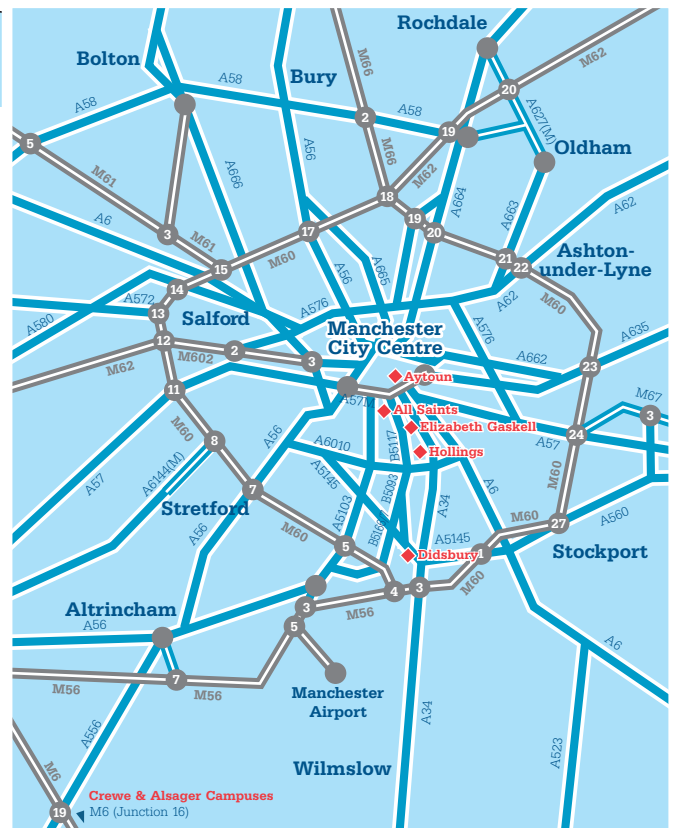 Rochdale
Bolton
Bury
M66
M62
20
A58
A58
A627(M)
2
A58
19
Oldham
5
A56
M66
M62
M61
A666
A664
A663
A62
18
A6
3
M61
17
19
20
21
22
Ashton-
under-Lyne
15
M60
A56
A665
M60
14
A572
13
A580
Salford
A576
A62
A576
A635
Manchester
City Centre
12
M602
2
3
A662
23
M62
Aytoun
M67
11
A57M
All Saints
3
M60
B5117
Elizabeth Gaskell
24
A57
8
A56
A6010
Hollings
A57
A6144(M)
A5145
B5093
A6
M60
Stretford
7
A5103
A34
A56
M60
B5167
M60
27
A560
5
A5145
Didsbury
1
Stockport
4
3
M60
3
M56
Altrincham
A56
5
A6
7
M56
M56
Manchester
Airport
A34
A556
A523
M6
Wilmslow
Crewe & Alsager Campuses
19
M6 (Junction 16)